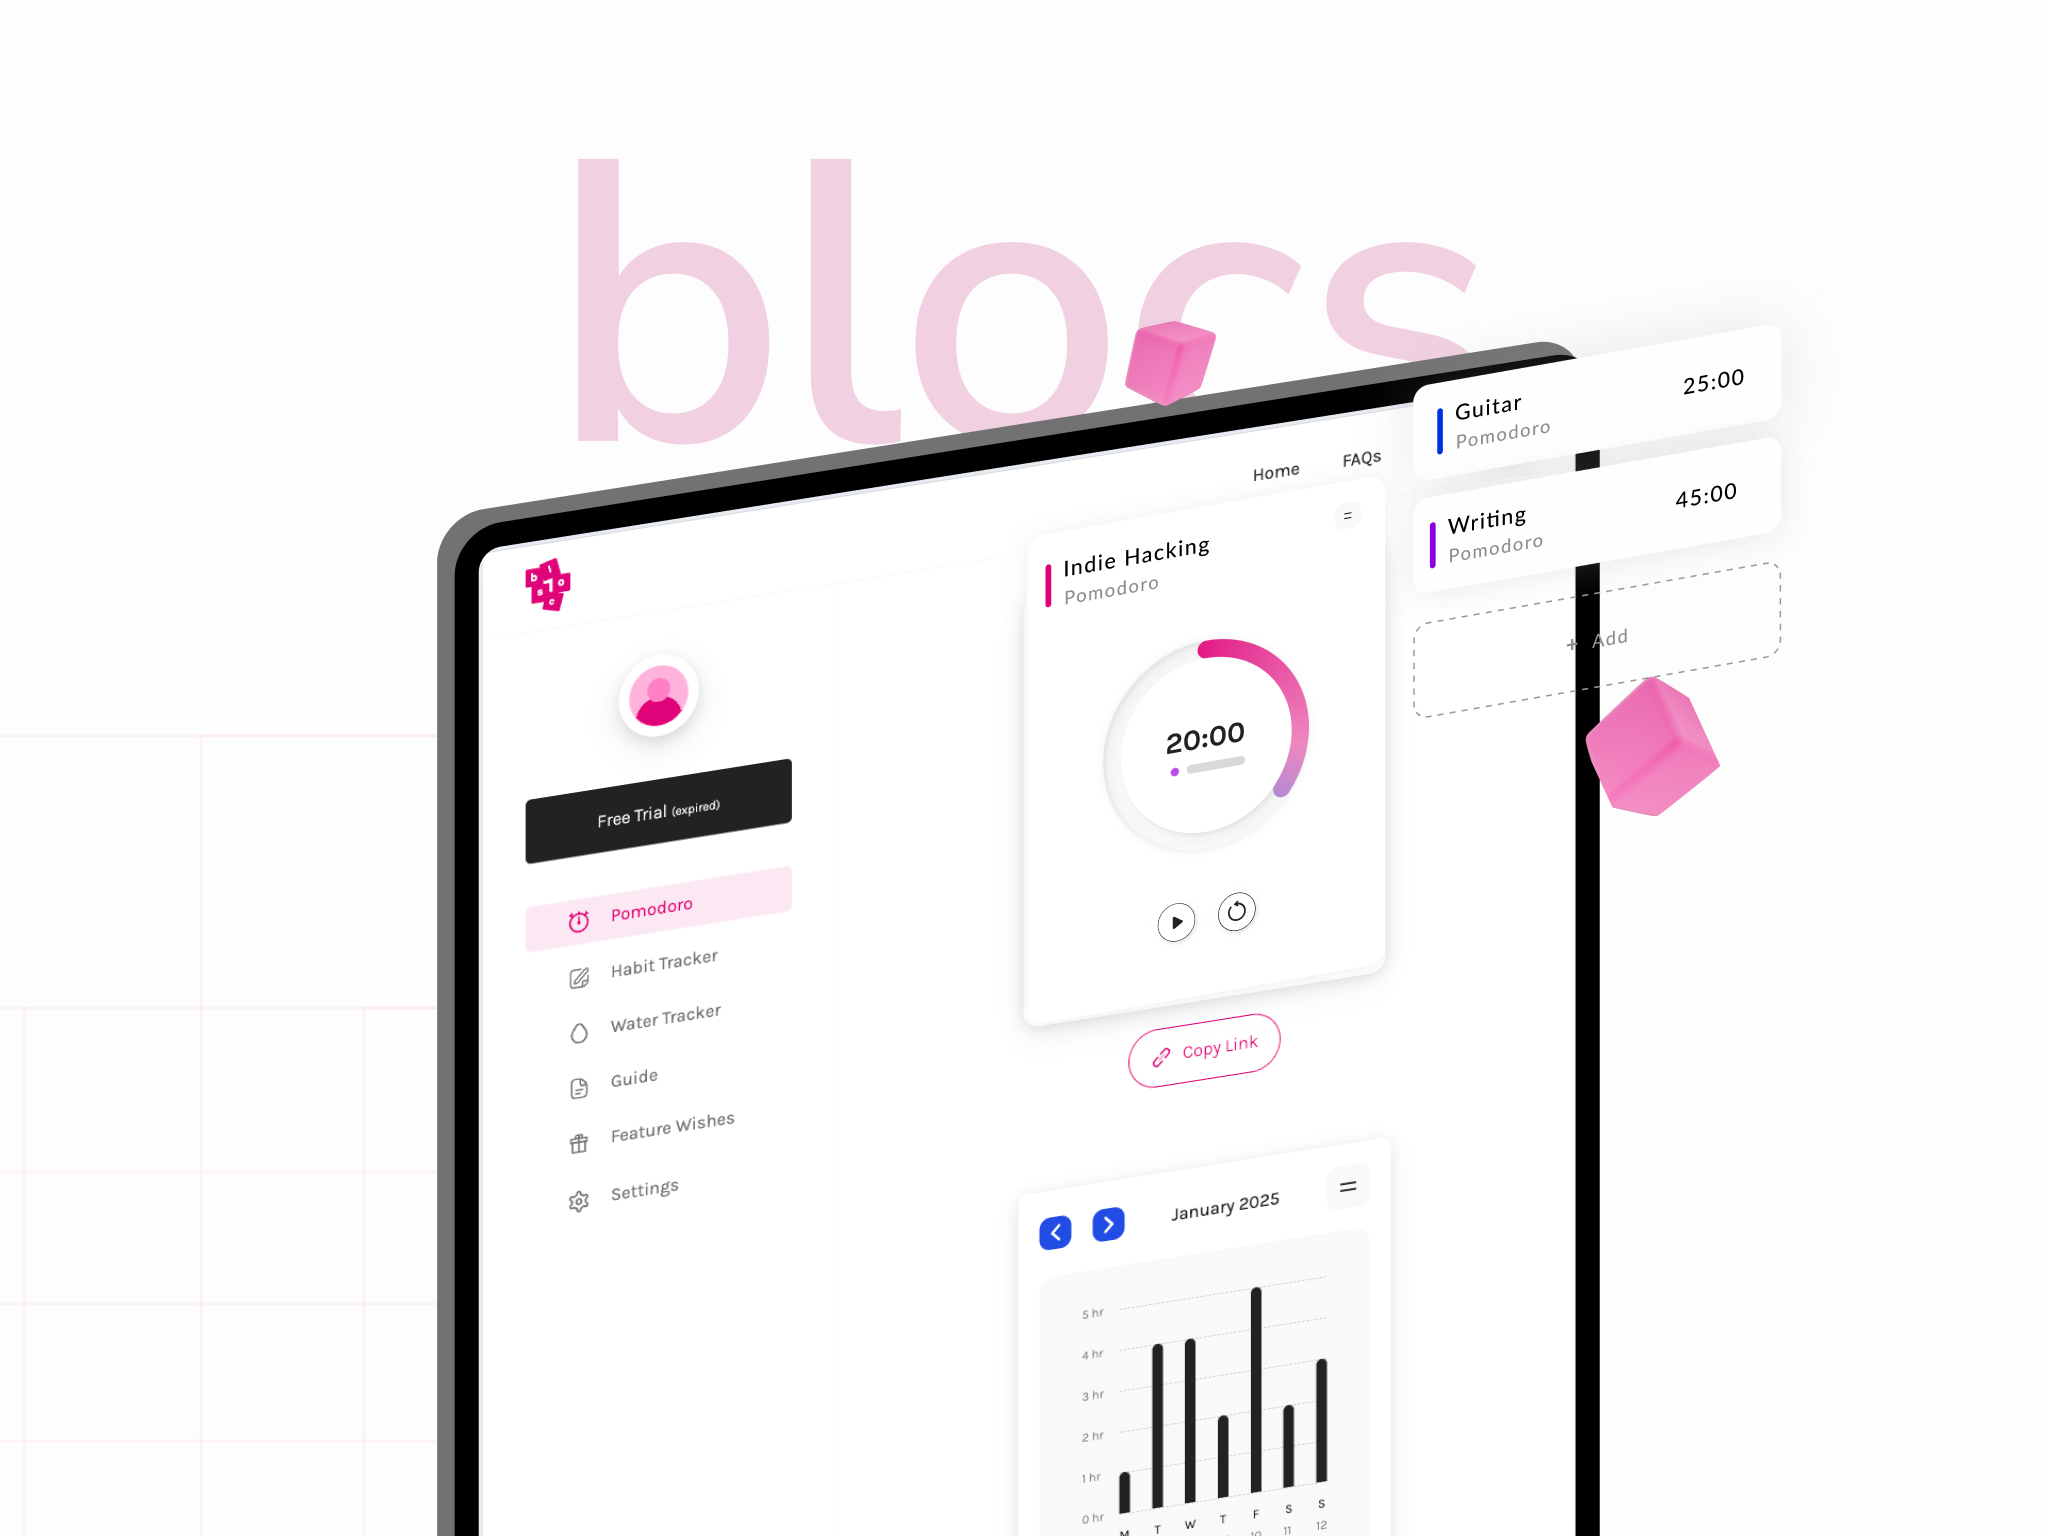 blocs
Home
FAQs
b
l
o
s
c
Guitar
Pomodoro
25:00
Writing
Pomodoro
45:00
+ Add
Indie Hacking
Pomodoro
20:00
Free Trial (expired)
Pomodoro
Habit Tracker
Water Tracker
Guide
Feature Wishes
Settings
Copy Link
January 2025
5 hr
4 hr
3 hr
2 hr
1 hr
0 hr
M T W T F S S
10 11 12